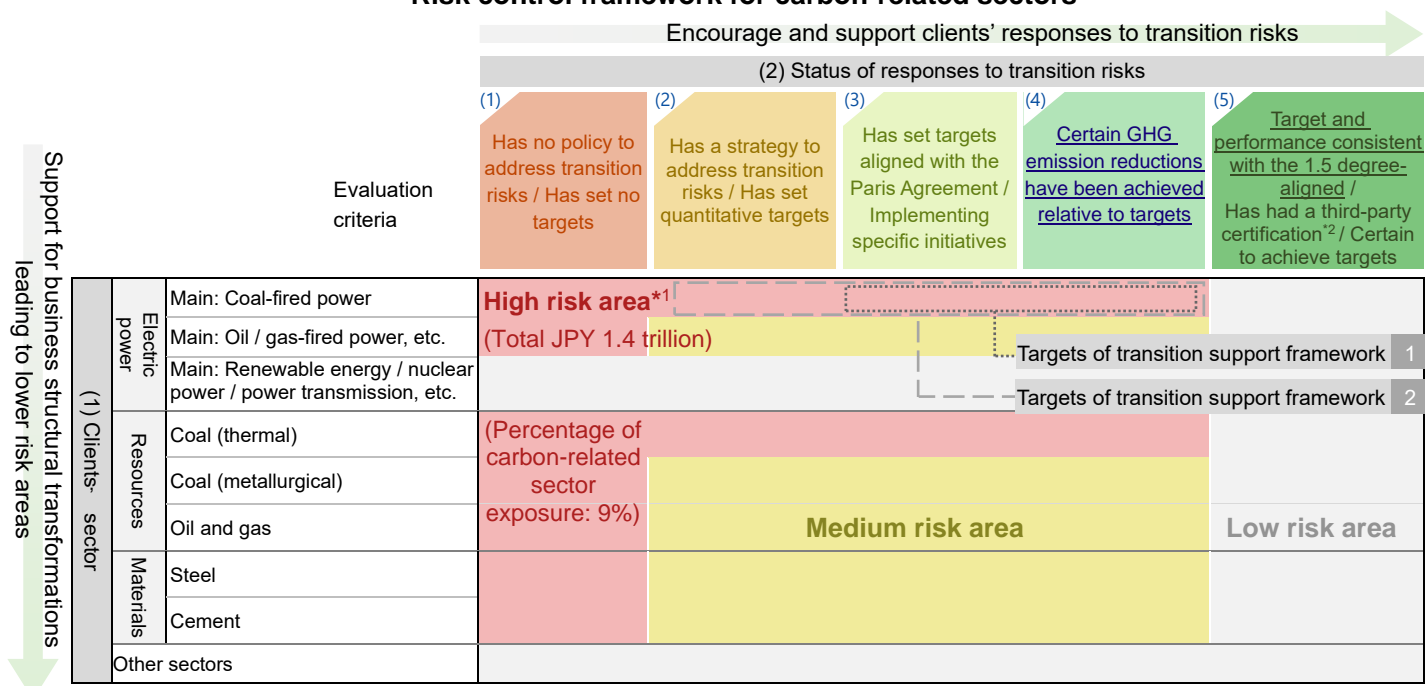 Risk control framework for carbon-related sectors
Encourage and support clients' responses to transition risks
(2) Status of responses to transition risks
(1)
Has no policy to
address transition
risks / Has set no
targets
(2)
Has a strategy to
address transition
risks / Has set
quantitative targets
(3)
Has set targets
aligned with the
Paris Agreement /
Implementing
specific initiatives
(4)
Certain GHG
emission reductions
have been achieved
relative to targets
(5)
Target and
performance consistent
with the 1.5 degree-
aligned /
Has had a third-party
certification*2 / Certain
to achieve targets
Evaluation
criteria
Support for business structural transformations
leading to lower risk areas
(1) Clients- sector
Electric
power
Main: Coal-fired power
Main: Oil / gas-fired power, etc.
Main: Renewable energy / nuclear
power / power transmission, etc.
Resources
Coal (thermal)
Coal (metallurgical)
Oil and gas
Materials
Steel
Cement
Other sectors
High risk area*1
(Total JPY 1.4 trillion)
(Percentage of
carbon-related
sector
exposure: 9%)
Targets of transition support framework 1
Targets of transition support framework 2
Medium risk area
Low risk area